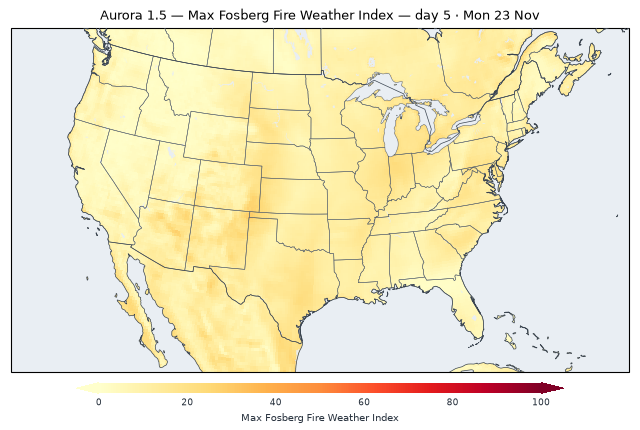 Aurora 1.5 — Max Fosberg Fire Weather Index — day 5 · Mon 23 Nov
0 20 40 60 80 100
Max Fosberg Fire Weather Index